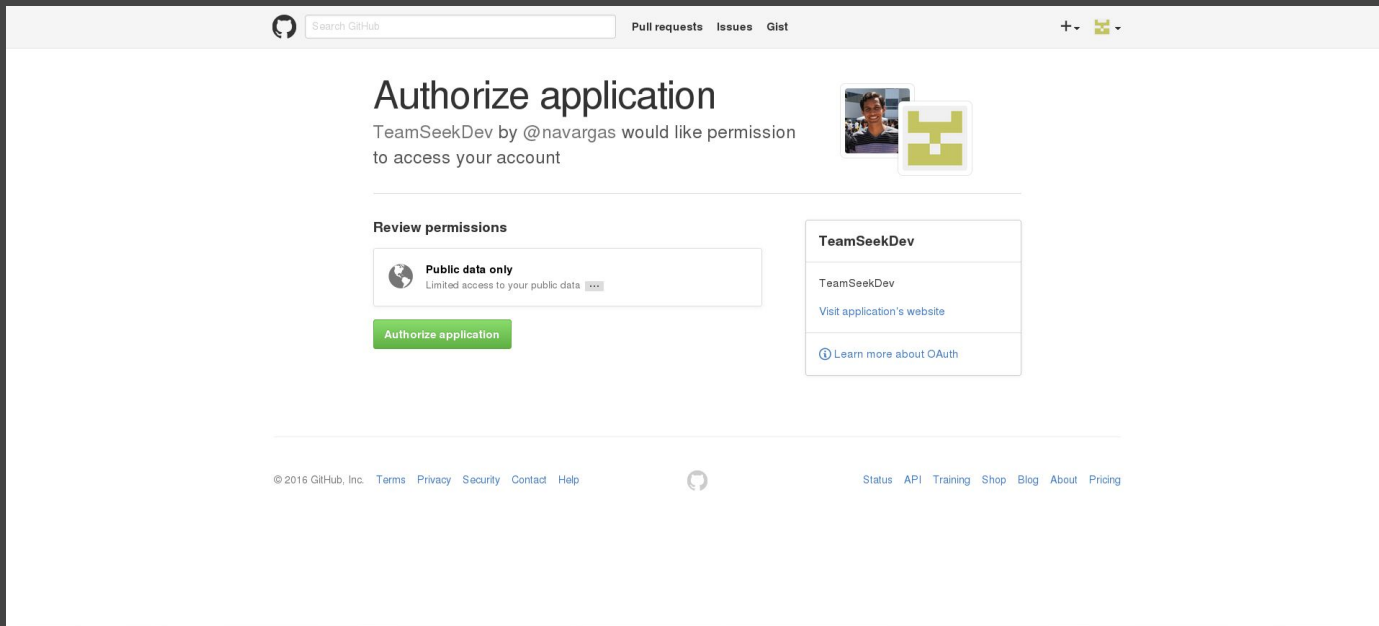 Search GitHub
Pull requests Issues Gist
Authorize application
TeamSeekDev by @navargas would like permission
to access your account
Review permissions
Public data only
Limited access to your public data
Authorize application
TeamSeekDev
TeamSeekDev
Visit application's website
Learn more about OAuth
© 2016 GitHub, Inc. Terms Privacy Security Contact Help
Status API Training Shop Blog About Pricing